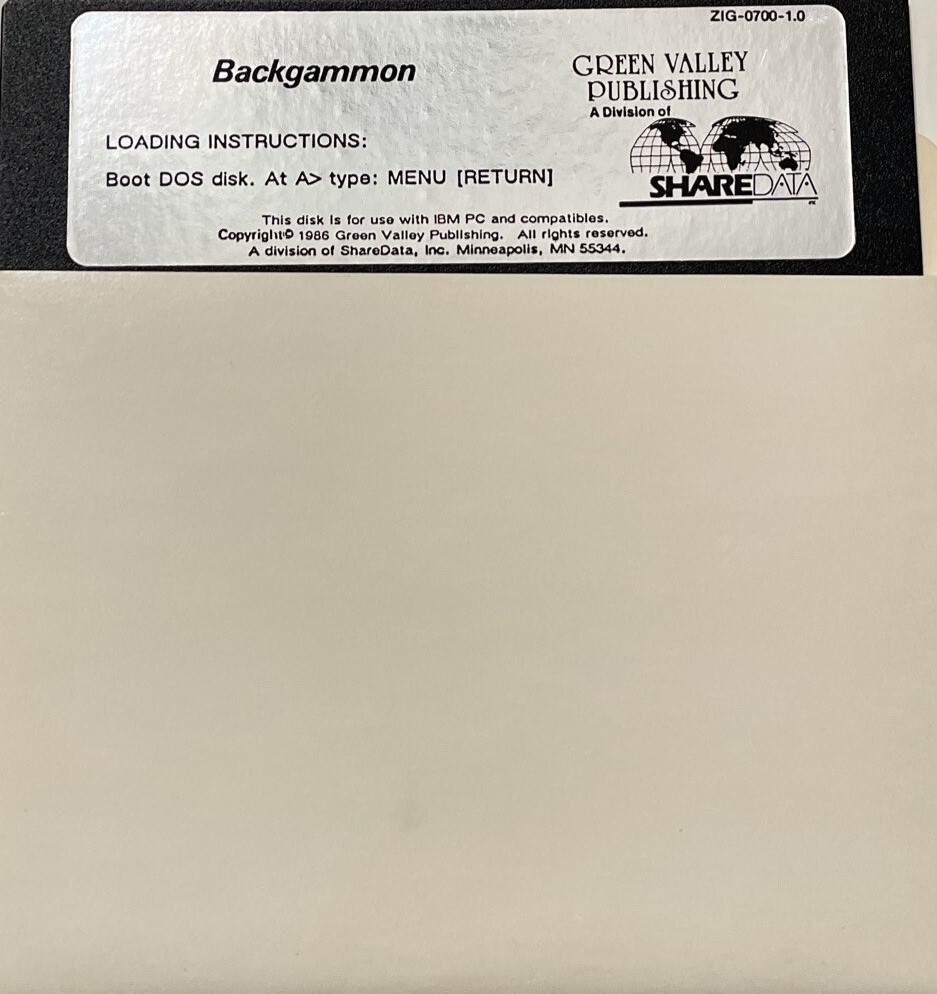 ZIG-0700-1.0
Backgammon
GREEN VALLEY
PUBLISHING
A Division of
SHAREDATA
LOADING INSTRUCTIONS:
Boot DOS disk. At A> type: MENU [RETURN]
This disk is for use with IBM PC and compatibles.
Copyright© 1986 Green Valley Publishing. All rights reserved.
A division of ShareData, Inc. Minneapolis, MN 55344.